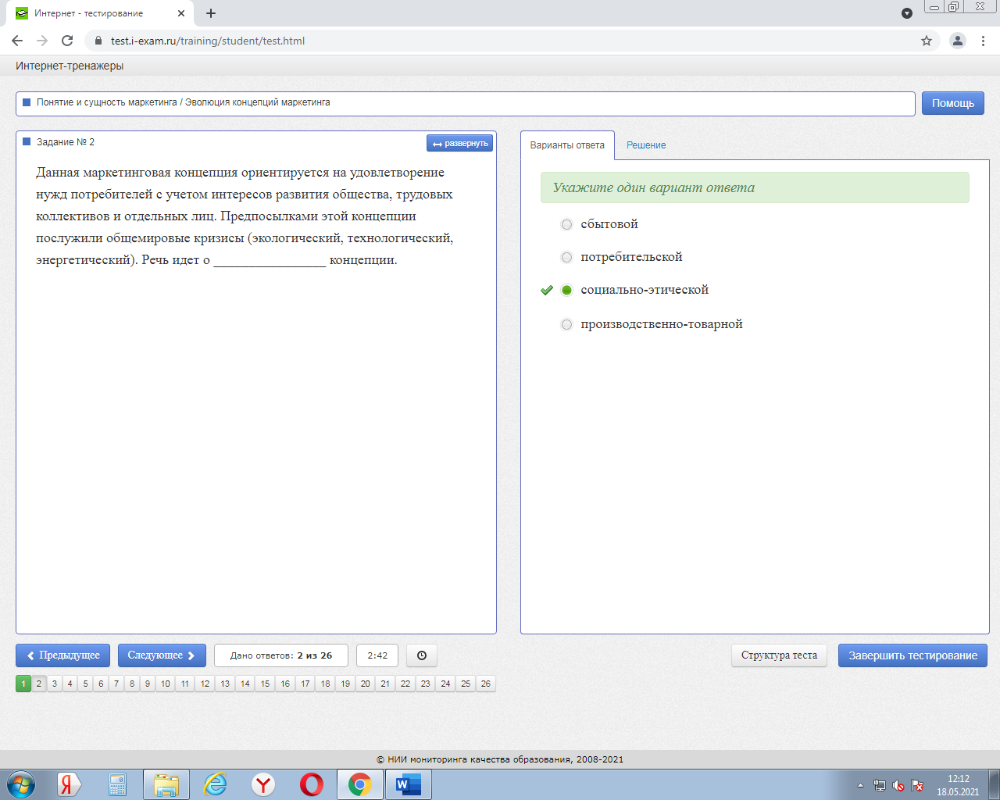 Интернет - тестирование
test.i-exam.ru/training/student/test.html
Интернет-тренажеры
Понятие и сущность маркетинга / Эволюция концепций маркетинга
Помощь
Задание № 2
развернуть
Данная маркетинговая концепция ориентируется на удовлетворение
нужд потребителей с учетом интересов развития общества, трудовых
коллективов и отдельных лиц. Предпосылками этой концепции
послужили общемировые кризисы (экологический, технологический,
энергетический). Речь идет о ________________ концепции.
Варианты ответа
Решение
Укажите один вариант ответа
сбытовой
потребительской
социально-этической
производственно-товарной
Предыдущее
Следующее
Дано ответов: 2 из 26
2:42
Структура теста
Завершить тестирование
1 2 3 4 5 6 7 8 9 10 11 12 13 14 15 16 17 18 19 20 21 22 23 24 25 26
© НИИ мониторинга качества образования, 2008-2021
12:12
18.05.2021